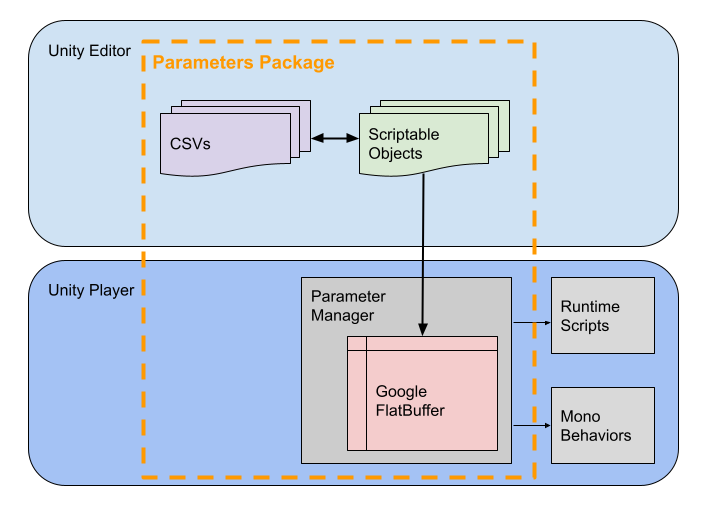 Unity Editor
Parameters Package
CSVs
Scriptable
Objects
Unity Player
Parameter
Manager
Google
FlatBuffer
Runtime
Scripts
Mono
Behaviors